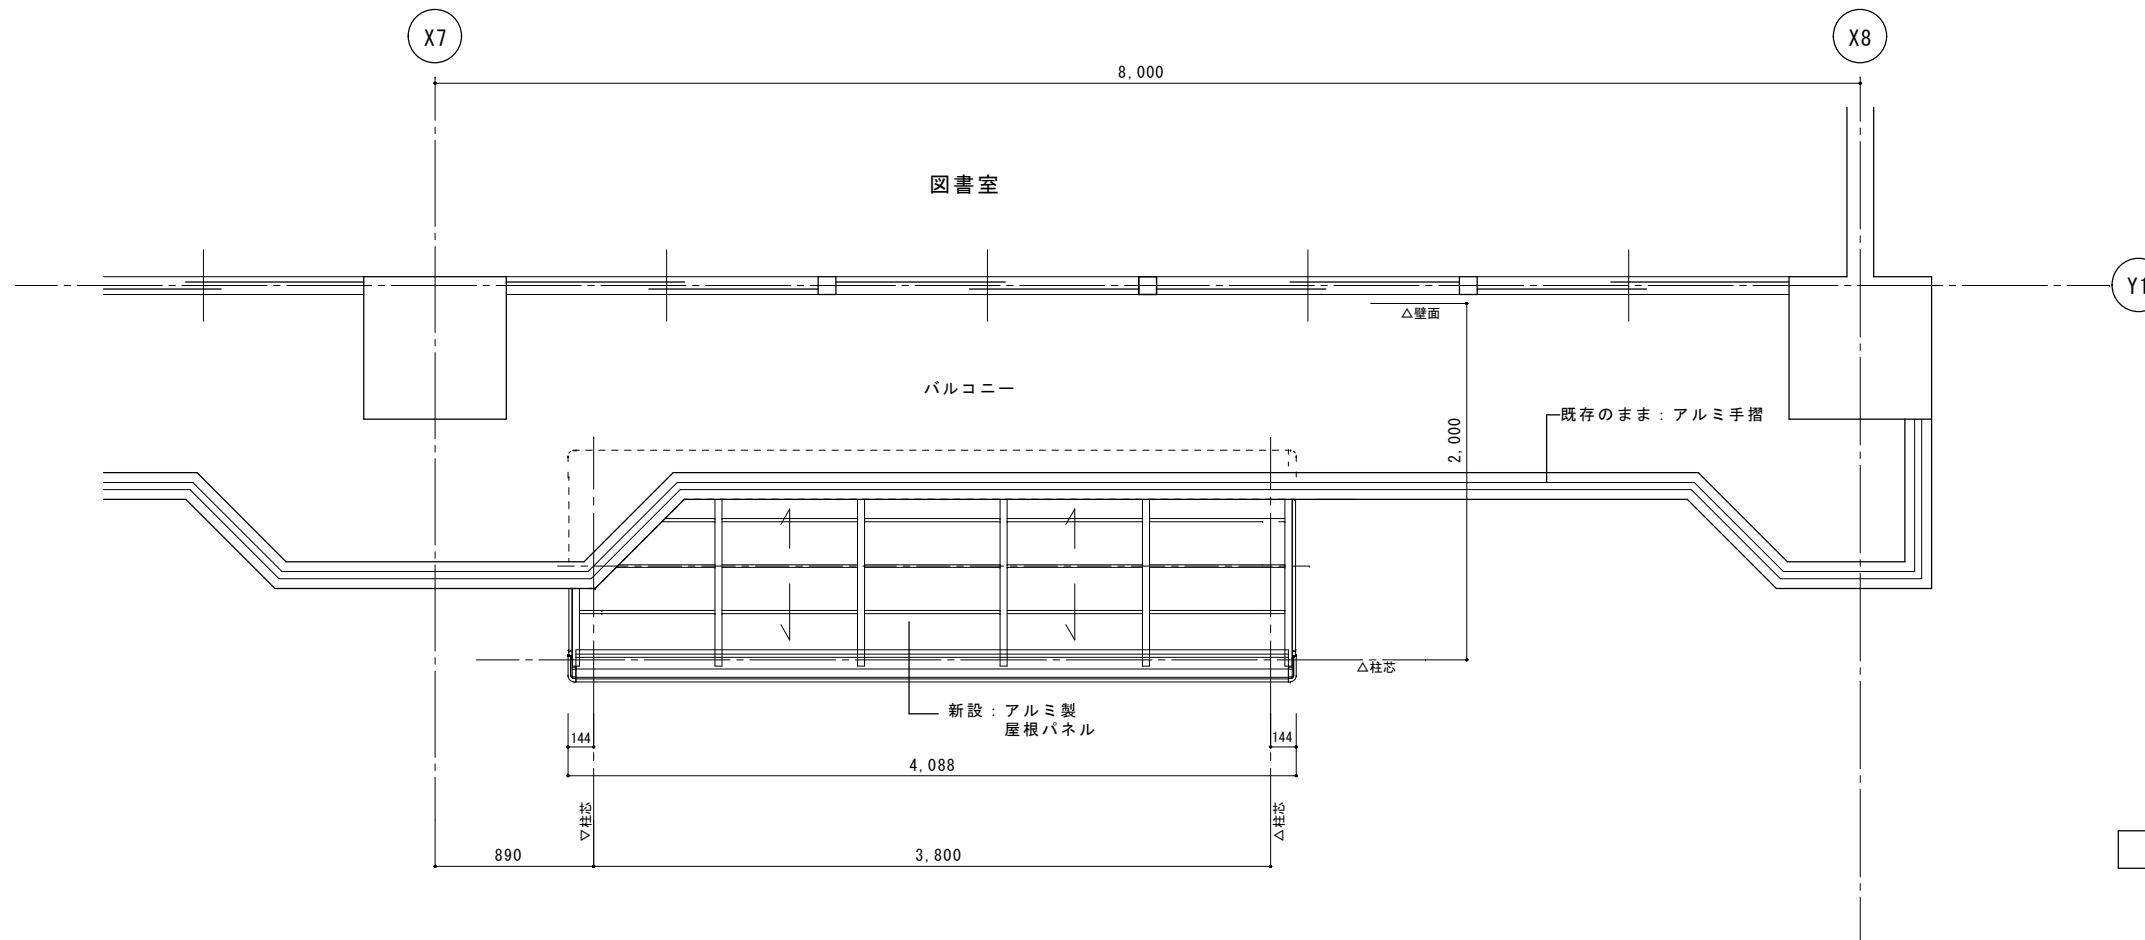 X7
X8
8,000
図書室
Y1
△壁面
バルコニー
既存のまま：アルミ手摺
2,000
△柱芯
新設：アルミ製
屋根パネル
144
144
4,088
▽柱芯
△柱芯
890
3,800